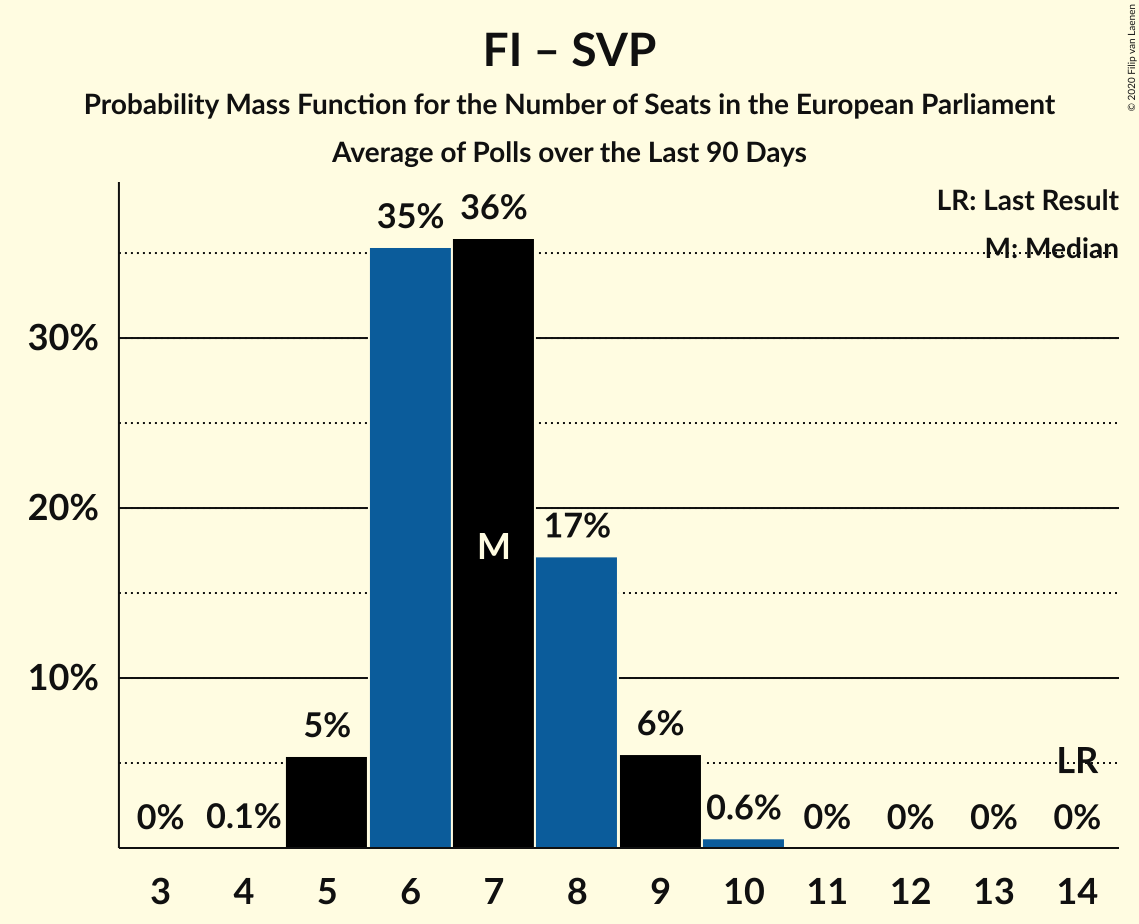 FI – SVP
Probability Mass Function for the Number of Seats in the European Parliament
Average of Polls over the Last 90 Days
© 2020 Filip van Laenen
LR: Last Result
M: Median
35%
36%
30%
20%
17%
M
10%
5%
6%
LR
0%
0.1%
0.6%
0%
0%
0%
0%
3 4 5 6 7 8 9 10 11 12 13 14